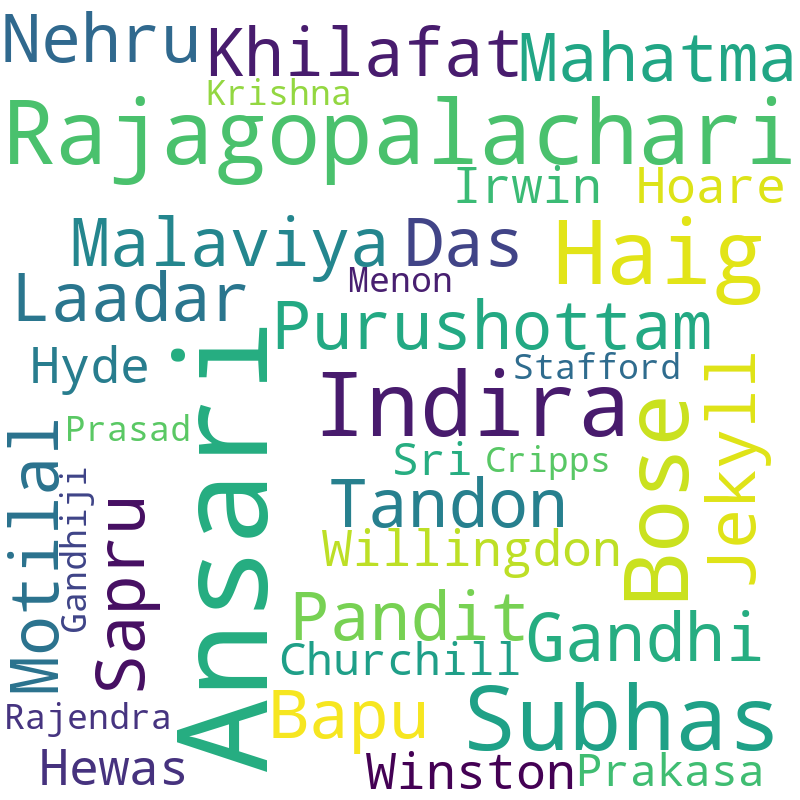 Nehru
Khilafat
Mahatma
Krishna
Rajagopalachari
Irwin
Hoare
Malaviya
Das
Haig
Menon
Laadar
Purushottam
Hyde
Stafford
Indira
Jekyll
Prasad
Ansari
Bose
Sri
Cripps
Motilal
Gandhiji
Sapru
Tandon
Willingdon
Pandit
Gandhi
Churchill
Bapu
Subhas
Rajendra
Hewas
Winston
Prakasa